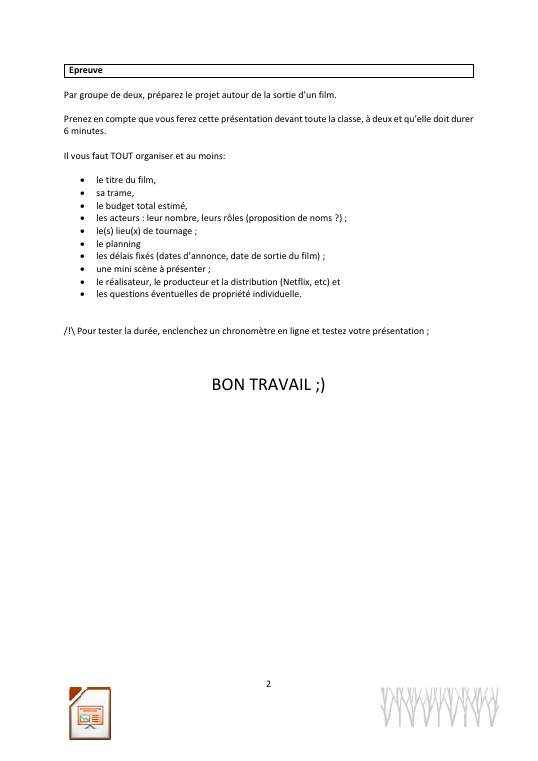 Epreuve
Par groupe de deux, préparez le projet autour de la sortie d'un film.
Prenez en compte que vous ferez cette présentation devant toute la classe, à deux et qu'elle doit durer
6 minutes.
Il vous faut TOUT organiser et au moins:
• le titre du film,
• sa trame,
• le budget total estimé,
• les acteurs : leur nombre, leurs rôles (proposition de noms ?) ;
• le(s) lieu(x) de tournage ;
• le planning
• les délais fixés (dates d'annonce, date de sortie du film) ;
• une mini scène à présenter ;
• le réalisateur, le producteur et la distribution (Netflix, etc) et
• les questions éventuelles de propriété individuelle.
/!\ Pour tester la durée, enclenchez un chronomètre en ligne et testez votre présentation ;
BON TRAVAIL ;)
2